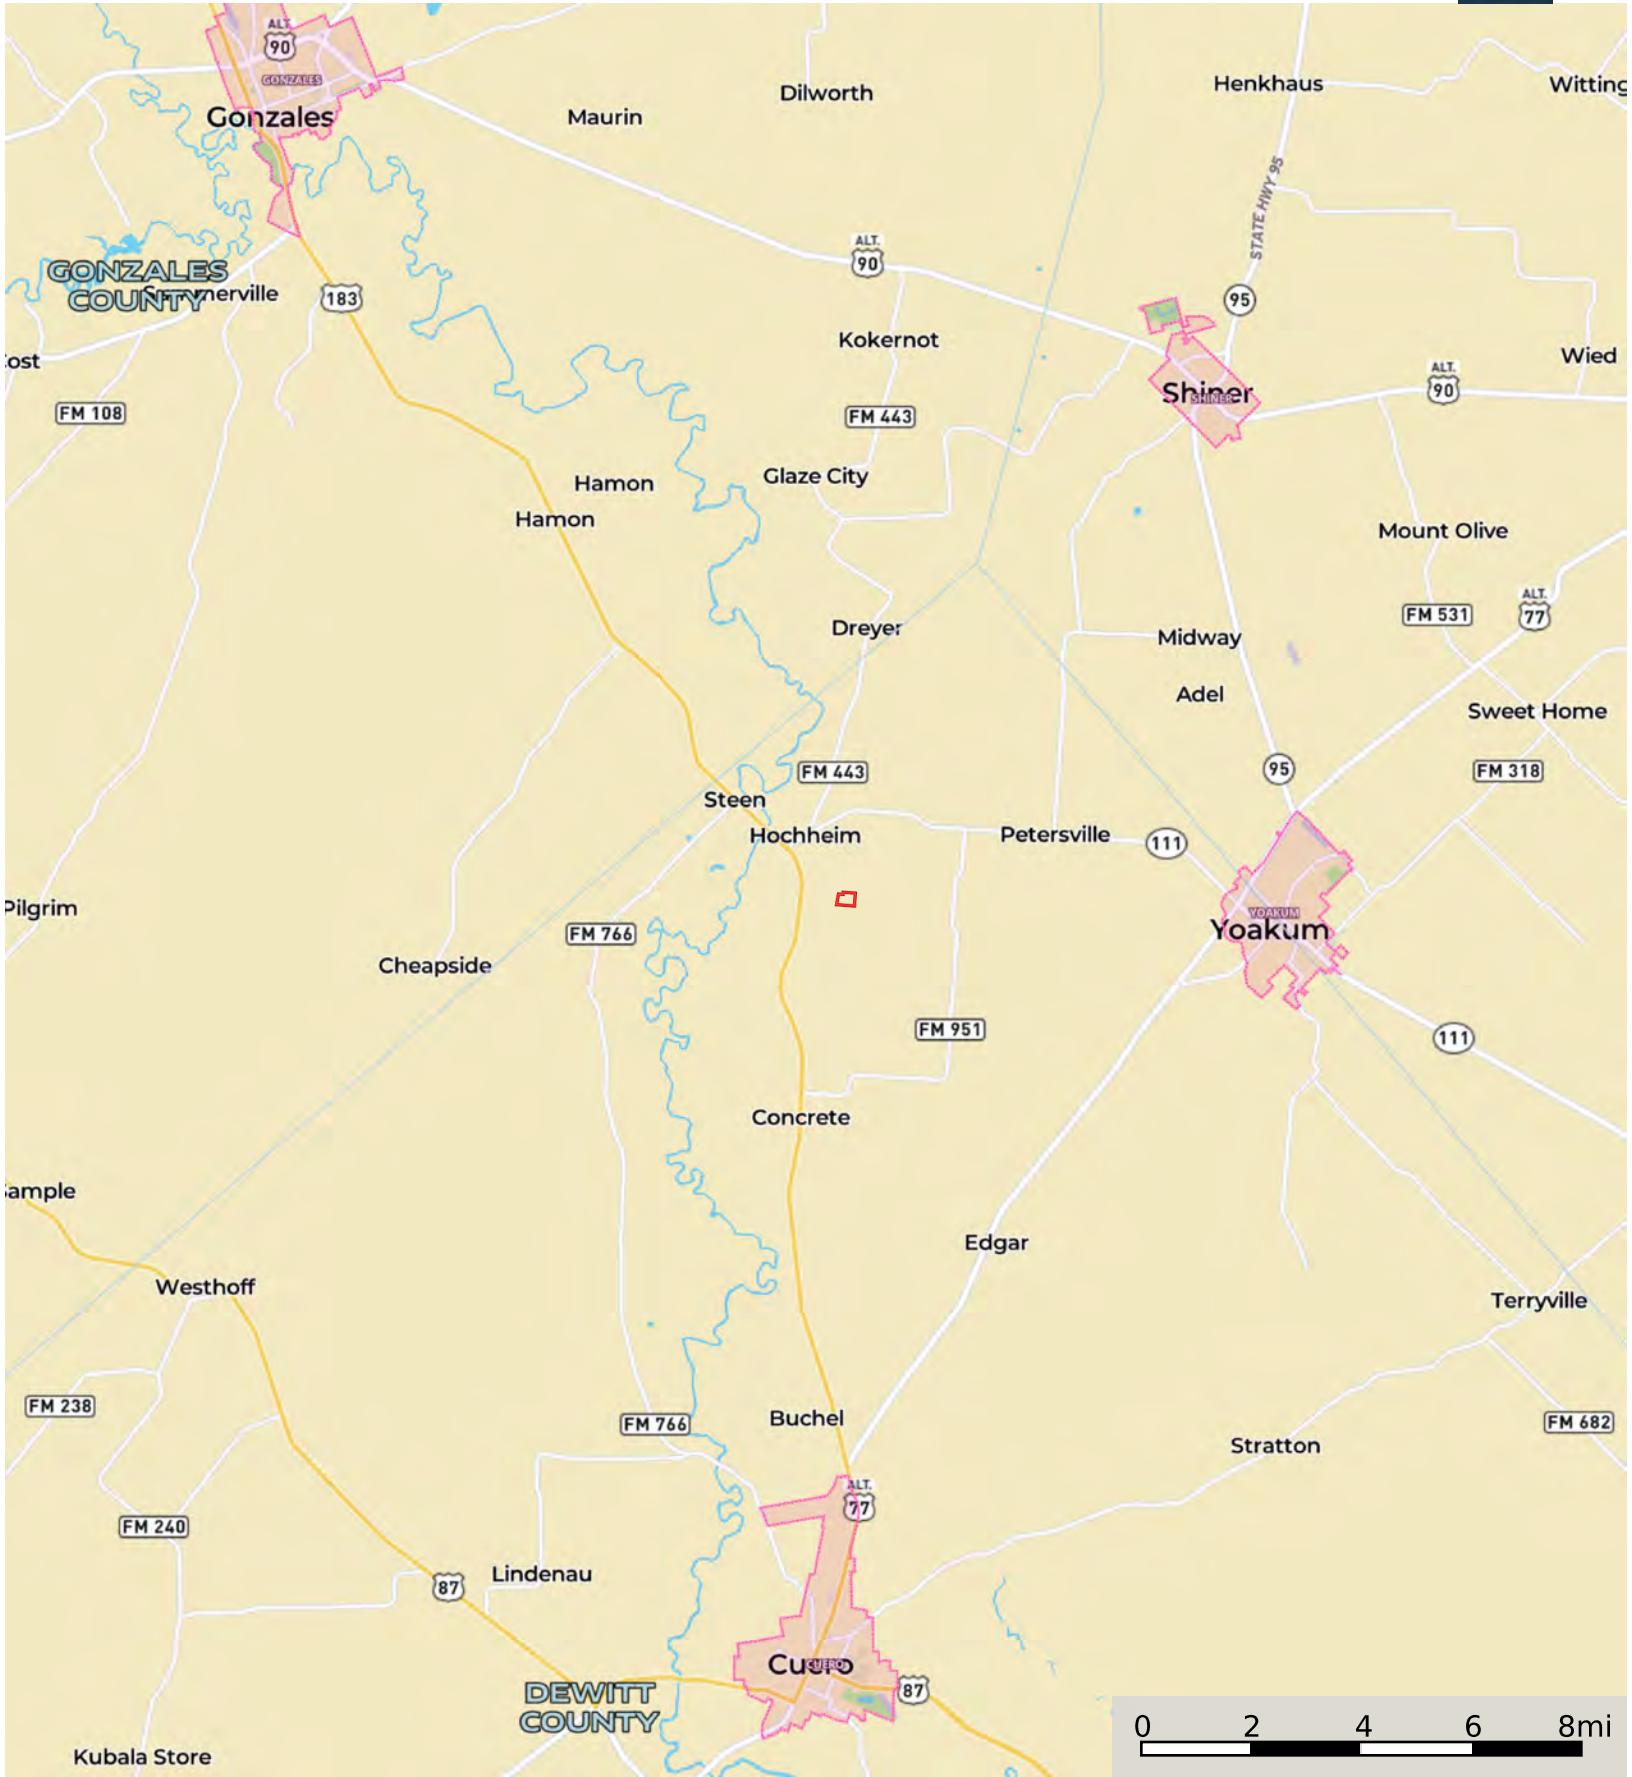 ALT.
90
GONZALES
Gonzales
Dilworth
Maurin
Henkhaus
STATE HWY 95
GONZALES
COUNTY
183
ALT.
90
95
Kokernot
ost
FM 108
FM 443
Shiner
SHINER
ALT.
90
Wied
Hamon
Hamon
Glaze City
Mount Olive
Dreyer
Midway
FM 531
ALT.
77
Adel
Sweet Home
FM 443
95
FM 318
Steen
Hochheim
Petersville
111
Pilgrim
FM 766
Cheapside
YOAKUM
Yoakum
FM 951
111
Concrete
ample
Edgar
Westhoff
Terryville
FM 238
FM 766
Buchel
FM 682
Stratton
ALT.
77
FM 240
87
Lindenau
Cuero
CUERO
87
DEWITT
COUNTY
Kubala Store
0 2 4 6 8mi